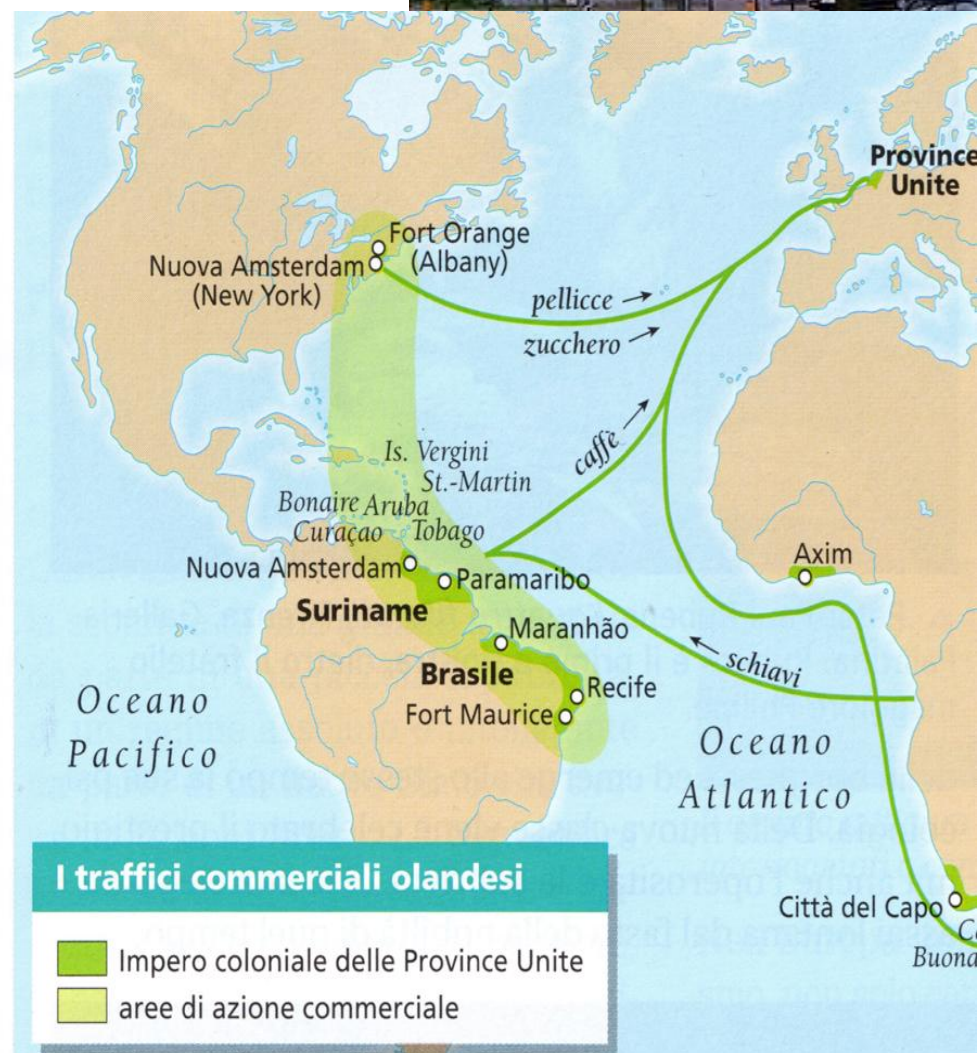 Province
Unite
Fort Orange
(Albany)
Nuova Amsterdam
(New York)
pellicce →
zucchero →
caffè →
Is. Vergini
St.-Martin
Bonaire Aruba
Curaçao Tobago
Nuova Amsterdam
Paramaribo
Suriname
Axim
Maranhão
Brasile
← schiavi
Recife
Fort Maurice
Oceano
Pacifico
Oceano
Atlantico
Città del Capo
Buona
I traffici commerciali olandesi
Impero coloniale delle Province Unite
aree di azione commerciale